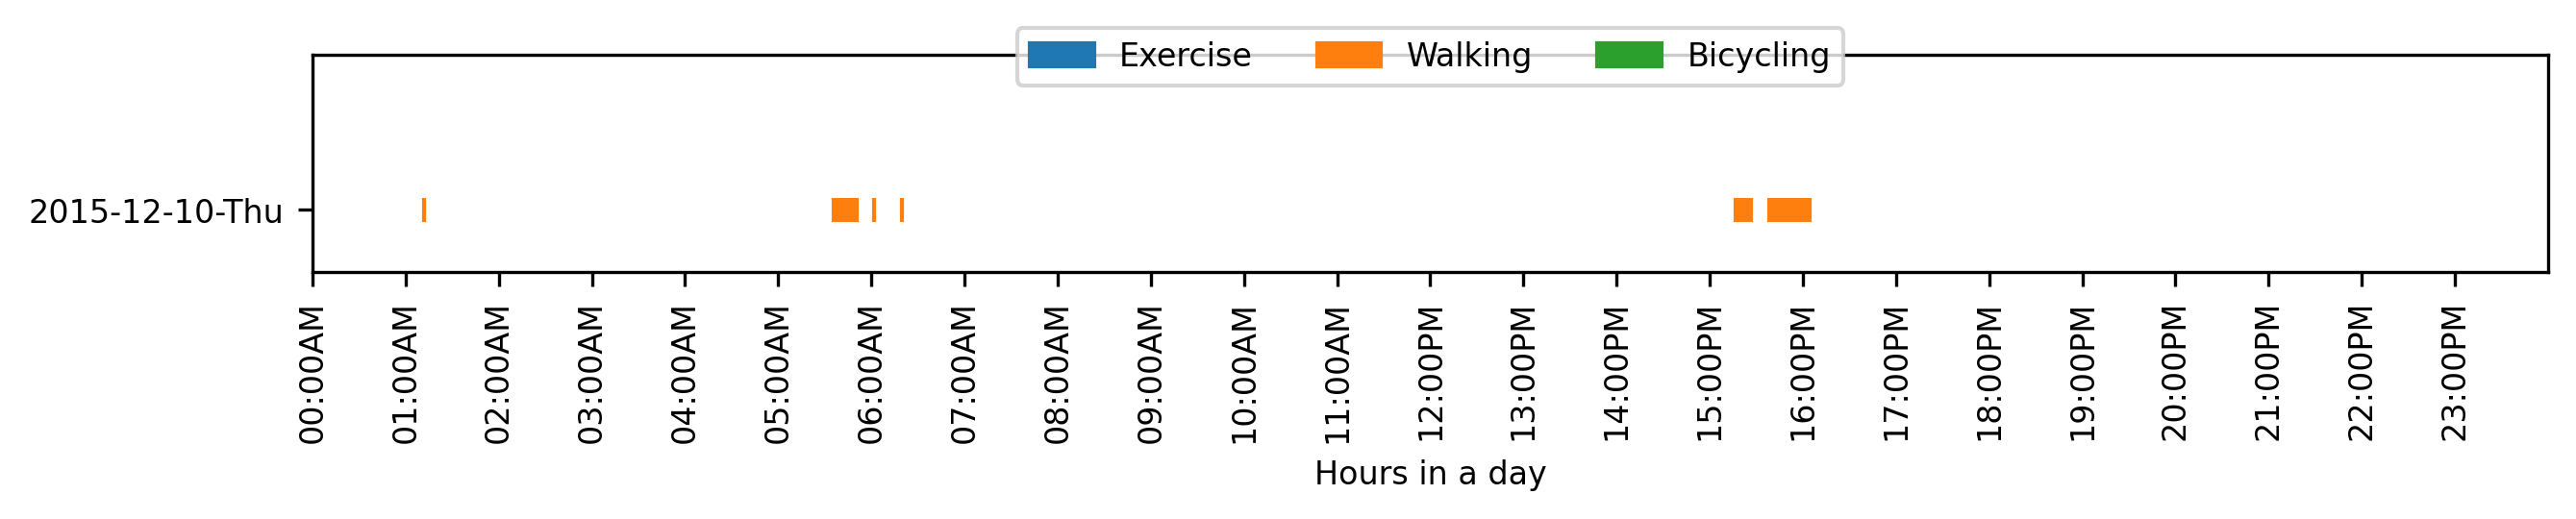 Exercise Walking Bicycling
2015-12-10-Thu
00:00AM
01:00AM
02:00AM
03:00AM
04:00AM
05:00AM
06:00AM
07:00AM
08:00AM
09:00AM
10:00AM
11:00AM
12:00PM
13:00PM
14:00PM
15:00PM
16:00PM
17:00PM
18:00PM
19:00PM
20:00PM
21:00PM
22:00PM
23:00PM
Hours in a day